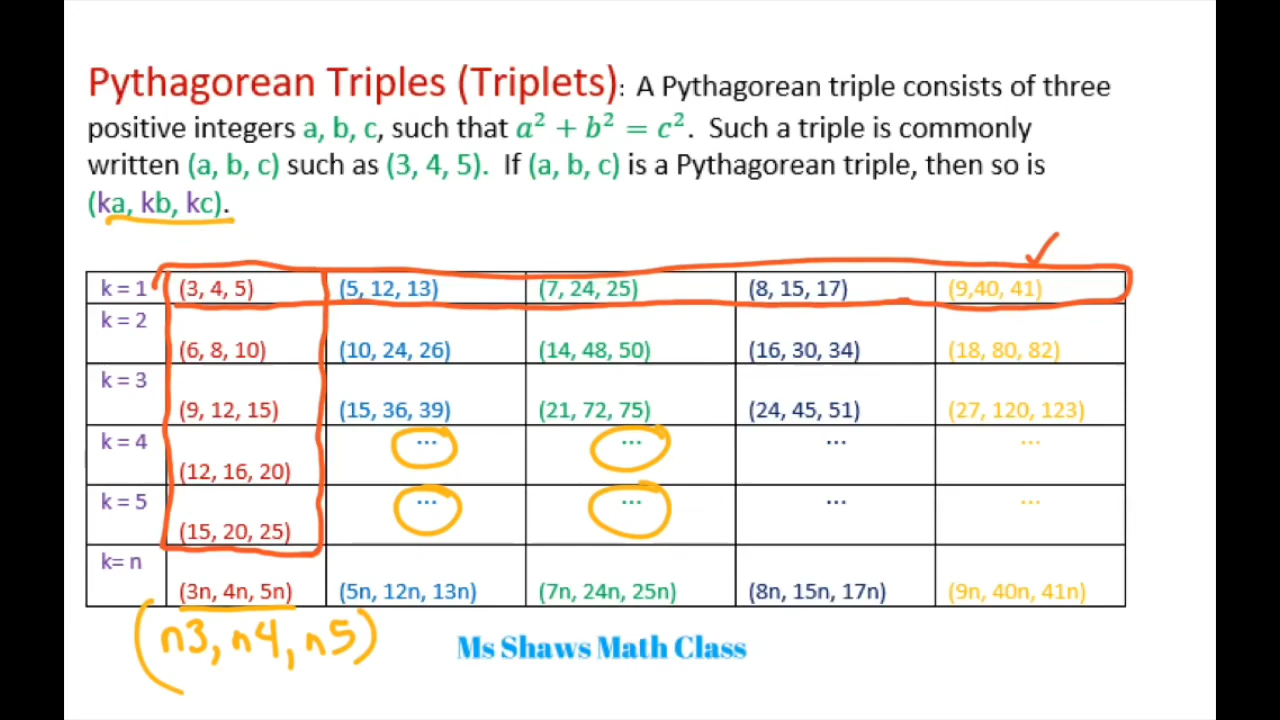 Pythagorean Triples (Triplets): A Pythagorean triple consists of three
positive integers a, b, c, such that a² + b² = c². Such a triple is commonly
written (a, b, c) such as (3, 4, 5). If (a, b, c) is a Pythagorean triple, then so is
(ka, kb, kc).
k = 1 (3, 4, 5) (5, 12, 13) (7, 24, 25) (8, 15, 17) (9,40, 41)
k = 2
(6, 8, 10) (10, 24, 26) (14, 48, 50) (16, 30, 34) (18, 80, 82)
k = 3
(9, 12, 15) (15, 36, 39) (21, 72, 75) (24, 45, 51) (27, 120, 123)
k = 4 ... ... ... ...
(12, 16, 20)
k = 5 ... ... ... ...
(15, 20, 25)
k= n
(3n, 4n, 5n) (5n, 12n, 13n) (7n, 24n, 25n) (8n, 15n, 17n) (9n, 40n, 41n)
(n3, n4, n5)
Ms Shaws Math Class